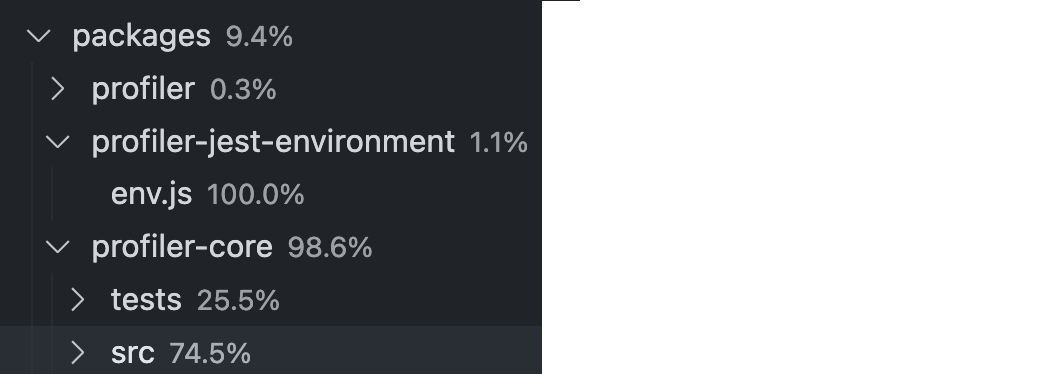 packages 9.4%
profiler 0.3%
profiler-jest-environment 1.1%
env.js 100.0%
profiler-core 98.6%
tests 25.5%
src 74.5%